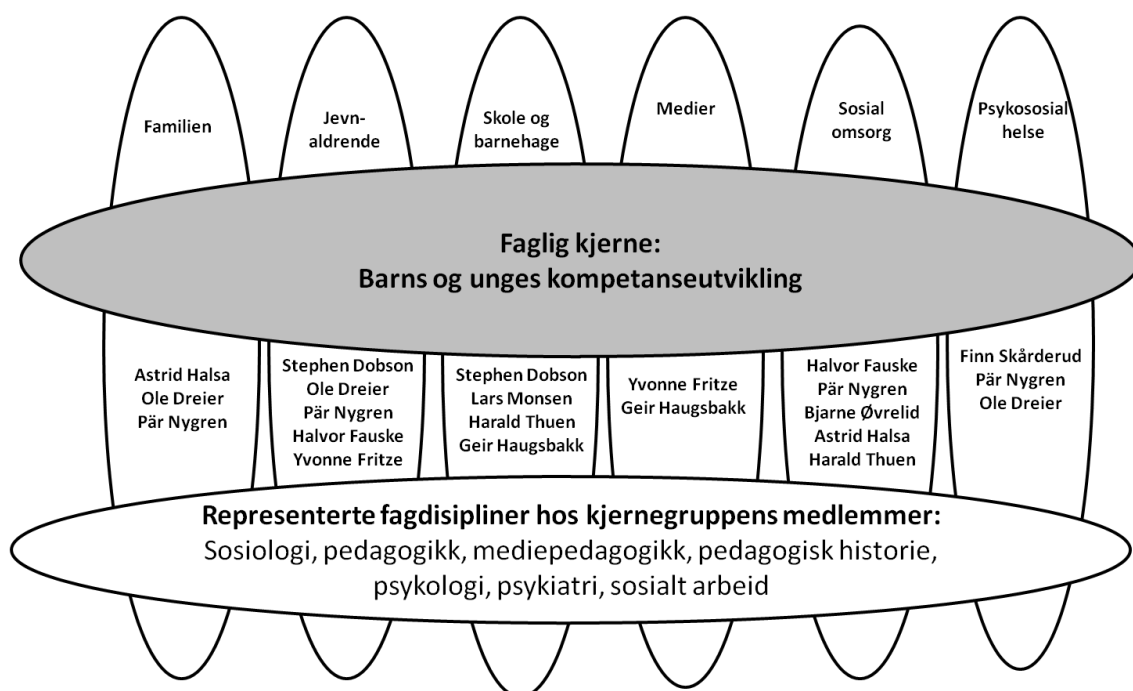 Familien
Jevn-
aldrende
Skole og
barnehage
Medier
Sosial
omsorg
Psykososial
helse
Faglig kjerne:
Barns og unges kompetanseutvikling
Astrid Halsa
Ole Dreier
Pär Nygren
Stephen Dobson
Ole Dreier
Pär Nygren
Halvor Fauske
Yvonne Fritze
Stephen Dobson
Lars Monsen
Harald Thuen
Geir Haugsbakk
Yvonne Fritze
Geir Haugsbakk
Halvor Fauske
Pär Nygren
Bjarne Øvrelid
Astrid Halsa
Harald Thuen
Finn Skårderud
Pär Nygren
Ole Dreier
Representerte fagdisipliner hos kjernegruppens medlemmer:
Sosiologi, pedagogikk, mediepedagogikk, pedagogisk historie,
psykologi, psykiatri, sosialt arbeid